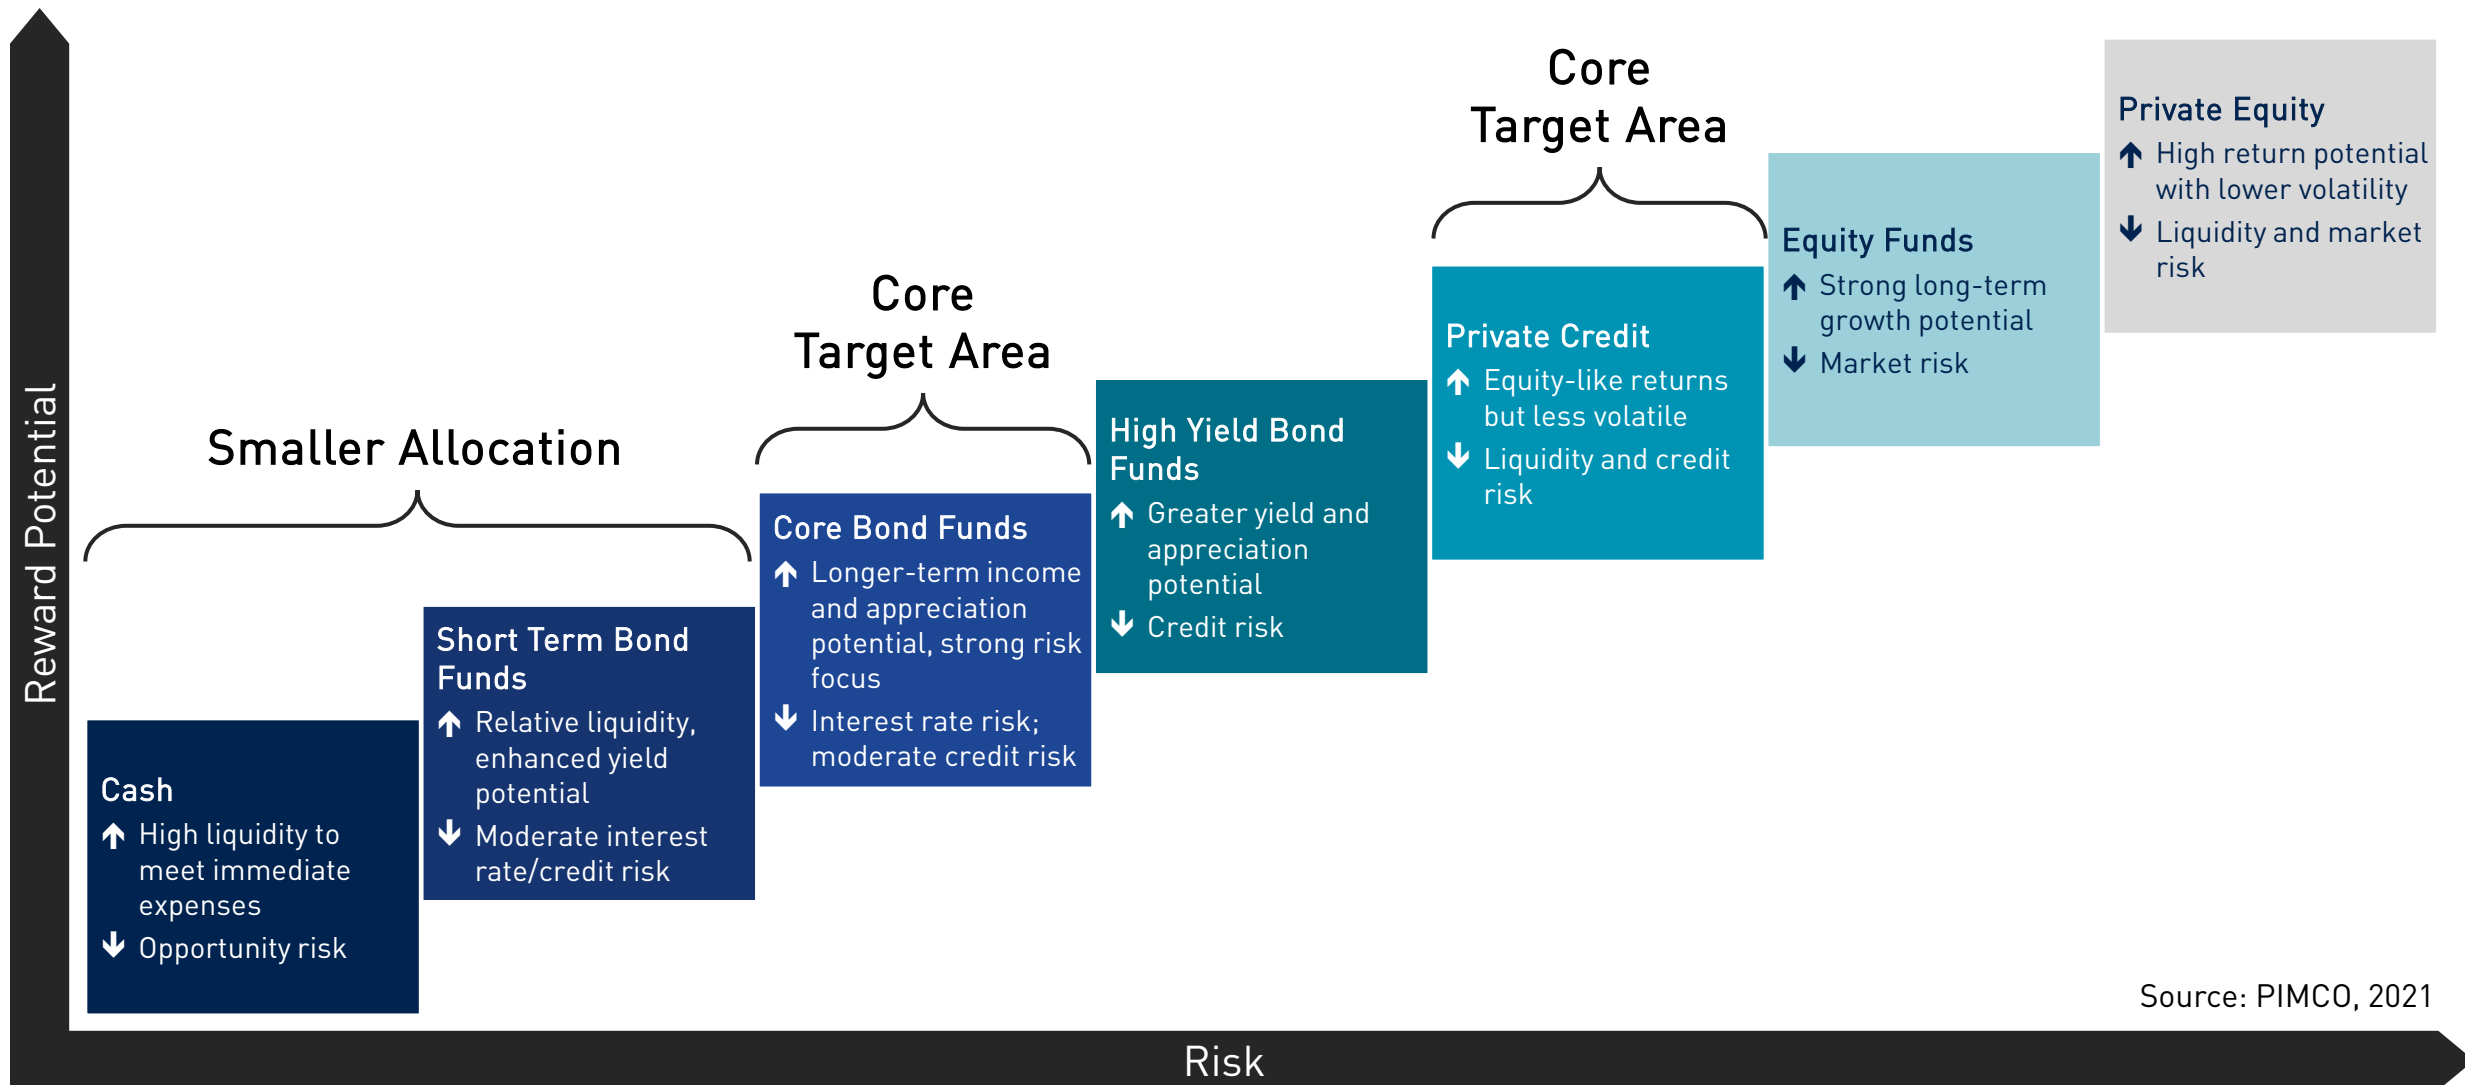 Reward Potential
Smaller Allocation
Cash
↑ High liquidity to
meet immediate
expenses
↓ Opportunity risk
Short Term Bond
Funds
↑ Relative liquidity,
enhanced yield
potential
↓ Moderate interest
rate/credit risk
Core
Target Area
Core Bond Funds
↑ Longer-term income
and appreciation
potential, strong risk
focus
↓ Interest rate risk;
moderate credit risk
High Yield Bond
Funds
↑ Greater yield and
appreciation
potential
↓ Credit risk
Core
Target Area
Private Credit
↑ Equity-like returns
but less volatile
↓ Liquidity and credit
risk
Equity Funds
↑ Strong long-term
growth potential
↓ Market risk
Private Equity
↑ High return potential
with lower volatility
↓ Liquidity and market
risk
Source: PIMCO, 2021
Risk